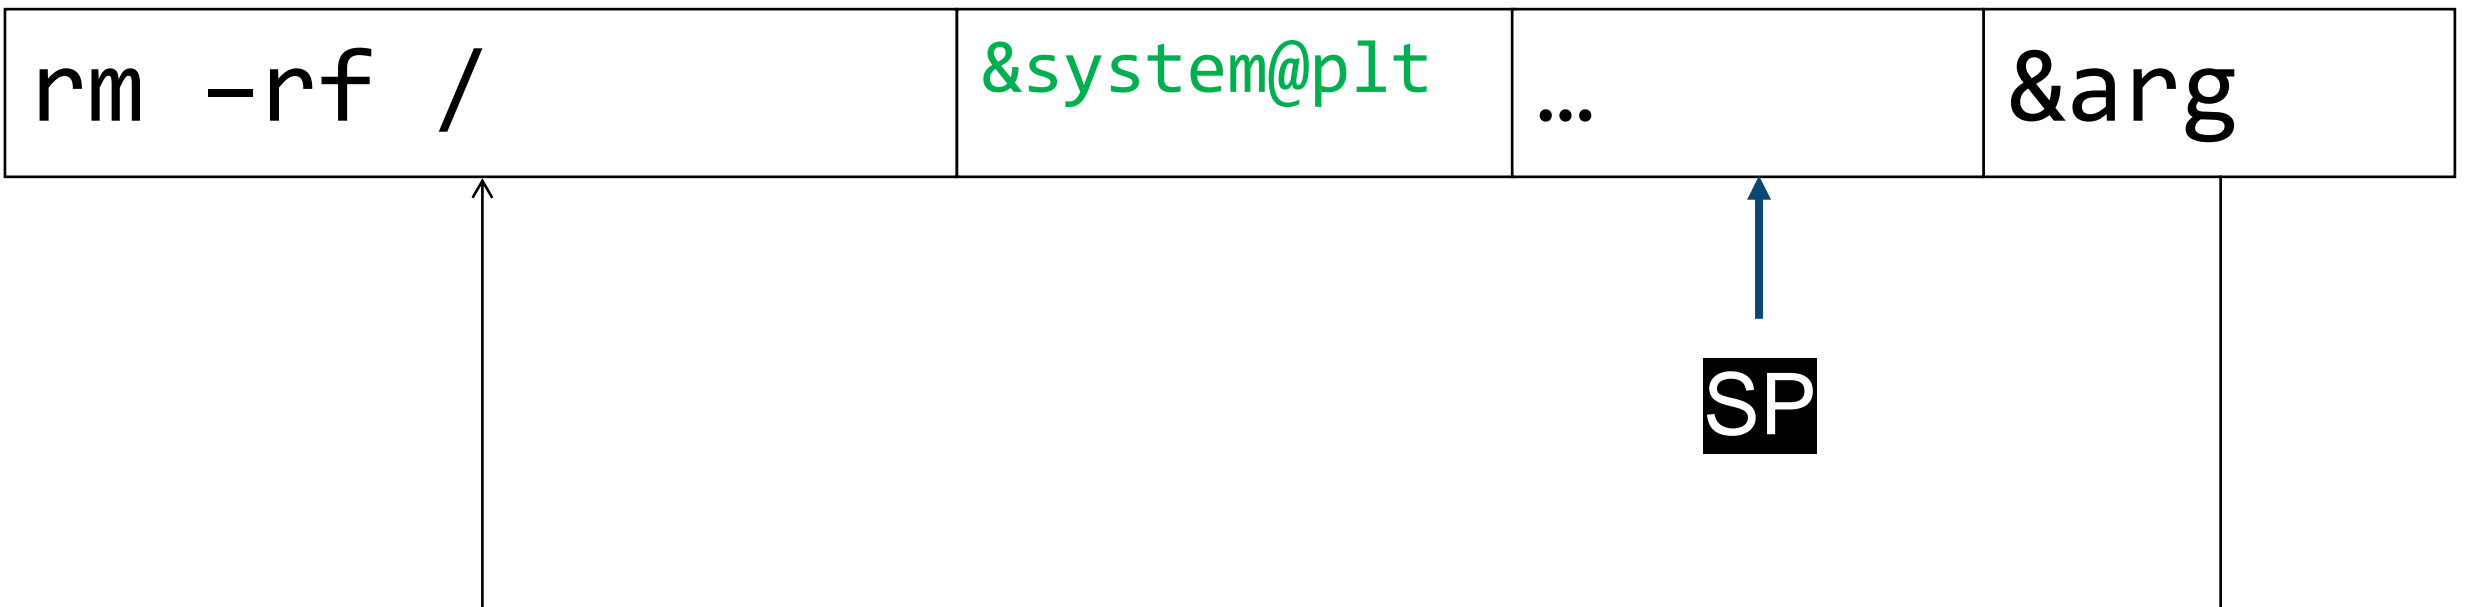 rm -rf /
&system@plt
…
&arg
SP